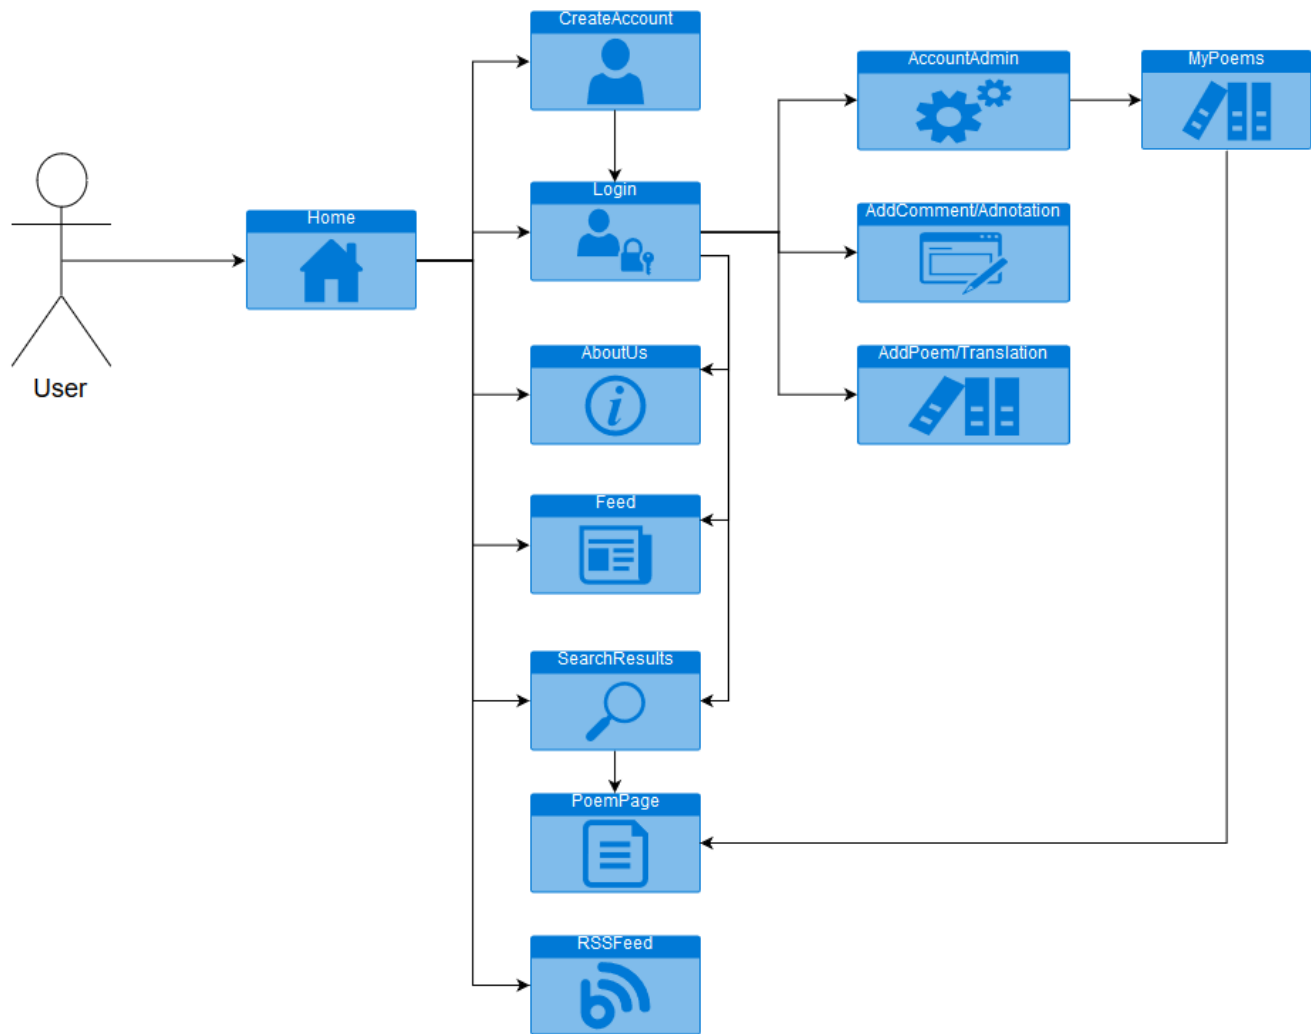 CreateAccount
AccountAdmin
MyPoems
Login
AddComment/Adnotation
Home
AboutUs
AddPoem/Translation
User
Feed
SearchResults
PoemPage
RSSFeed